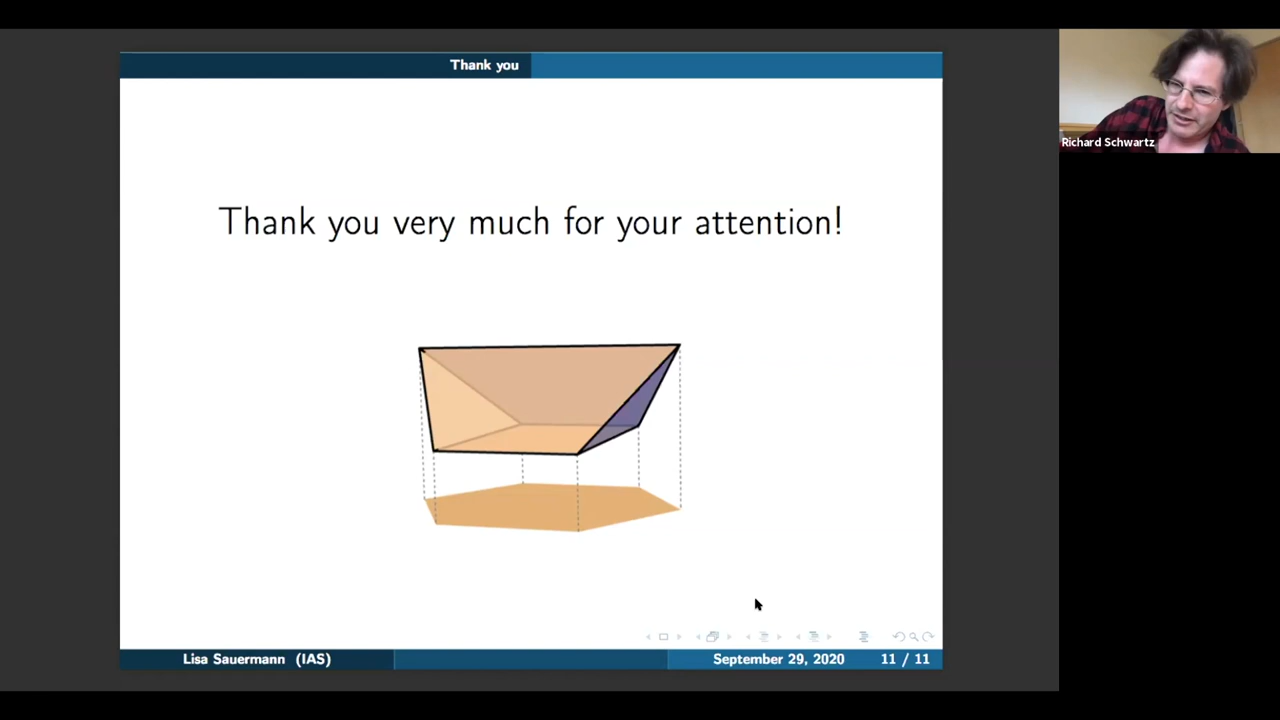 Thank you
Richard Schwartz
Thank you very much for your attention!
Lisa Sauermann (IAS)
September 29, 2020
11 / 11